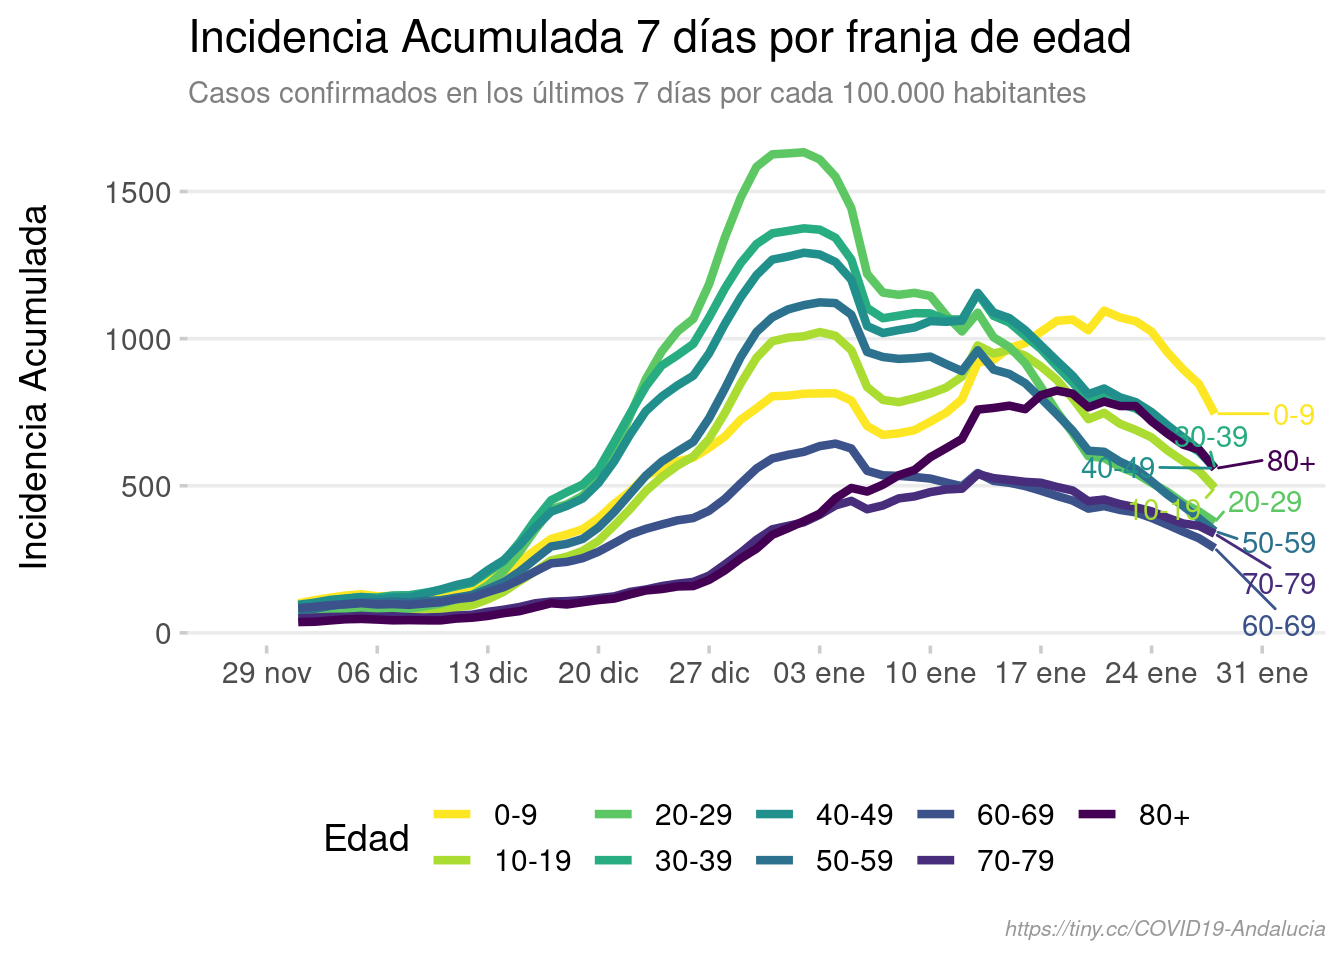 Incidencia Acumulada 7 días por franja de edad
Casos confirmados en los últimos 7 días por cada 100.000 habitantes
Incidencia Acumulada
1500
1000
500
0
0-9
30-39
80+
40-49
20-29
10-19
50-59
70-79
60-69
29 nov 06 dic 13 dic 20 dic 27 dic 03 ene 10 ene 17 ene 24 ene 31 ene
Edad
0-9 20-29 40-49 60-69 80+
10-19 30-39 50-59 70-79
https://tiny.cc/COVID19-Andalucia